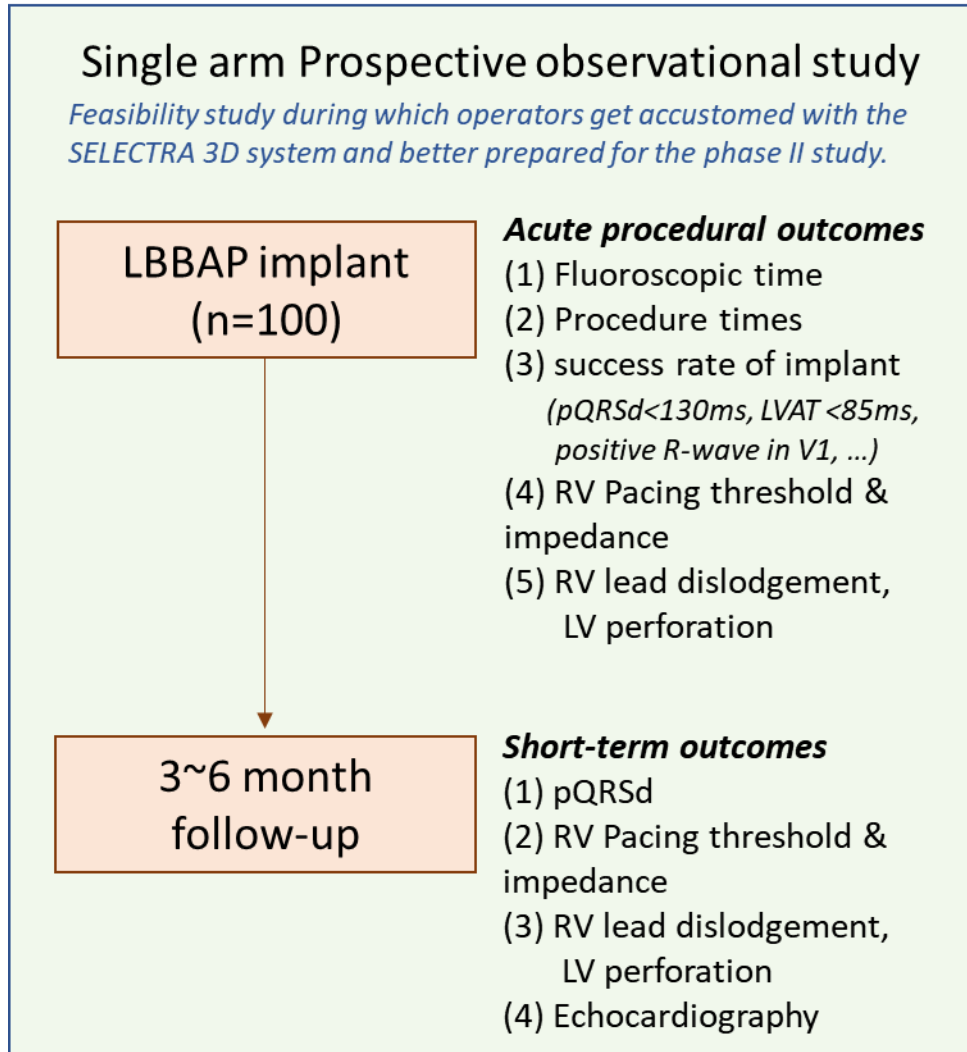 Single arm Prospective observational study
Feasibility study during which operators get accustomed with the
SELECTRA 3D system and better prepared for the phase II study.
LBBAP implant
(n=100)
Acute procedural outcomes
(1) Fluoroscopic time
(2) Procedure times
(3) success rate of implant
(pQRSd<130ms, LVAT <85ms,
positive R-wave in V1, ...)
(4) RV Pacing threshold &
impedance
(5) RV lead dislodgement,
LV perforation
3~6 month
follow-up
Short-term outcomes
(1) pQRSd
(2) RV Pacing threshold &
impedance
(3) RV lead dislodgement,
LV perforation
(4) Echocardiography